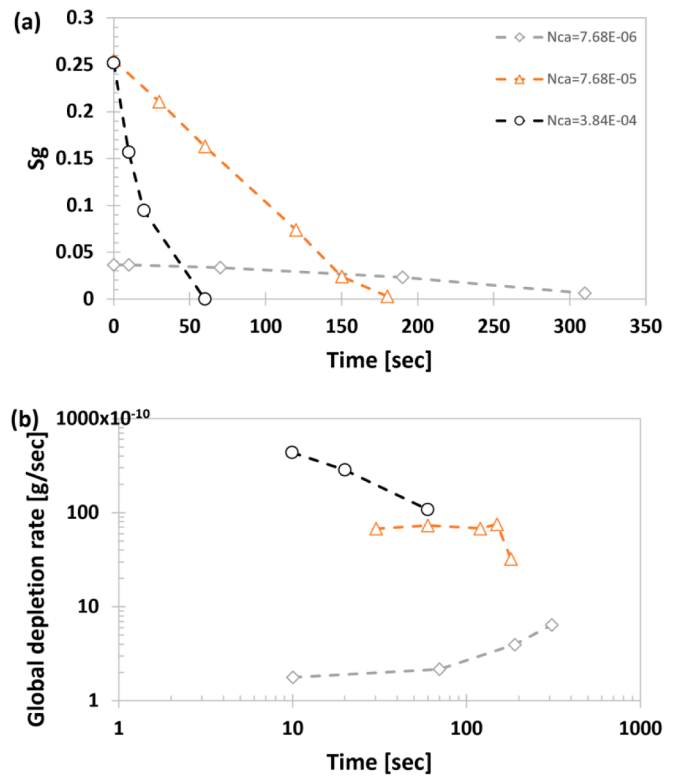 (a)
0.3
0.25
0.2
0.15
0.1
0.05
0
Sg
Nca=7.68E-06
Nca=7.68E-05
Nca=3.84E-04
0 50 100 150 200 250 300 350
Time [sec]
(b)
1000x10⁻¹⁰
100
10
1
Global depletion rate [g/sec]
1 10 100 1000
Time [sec]